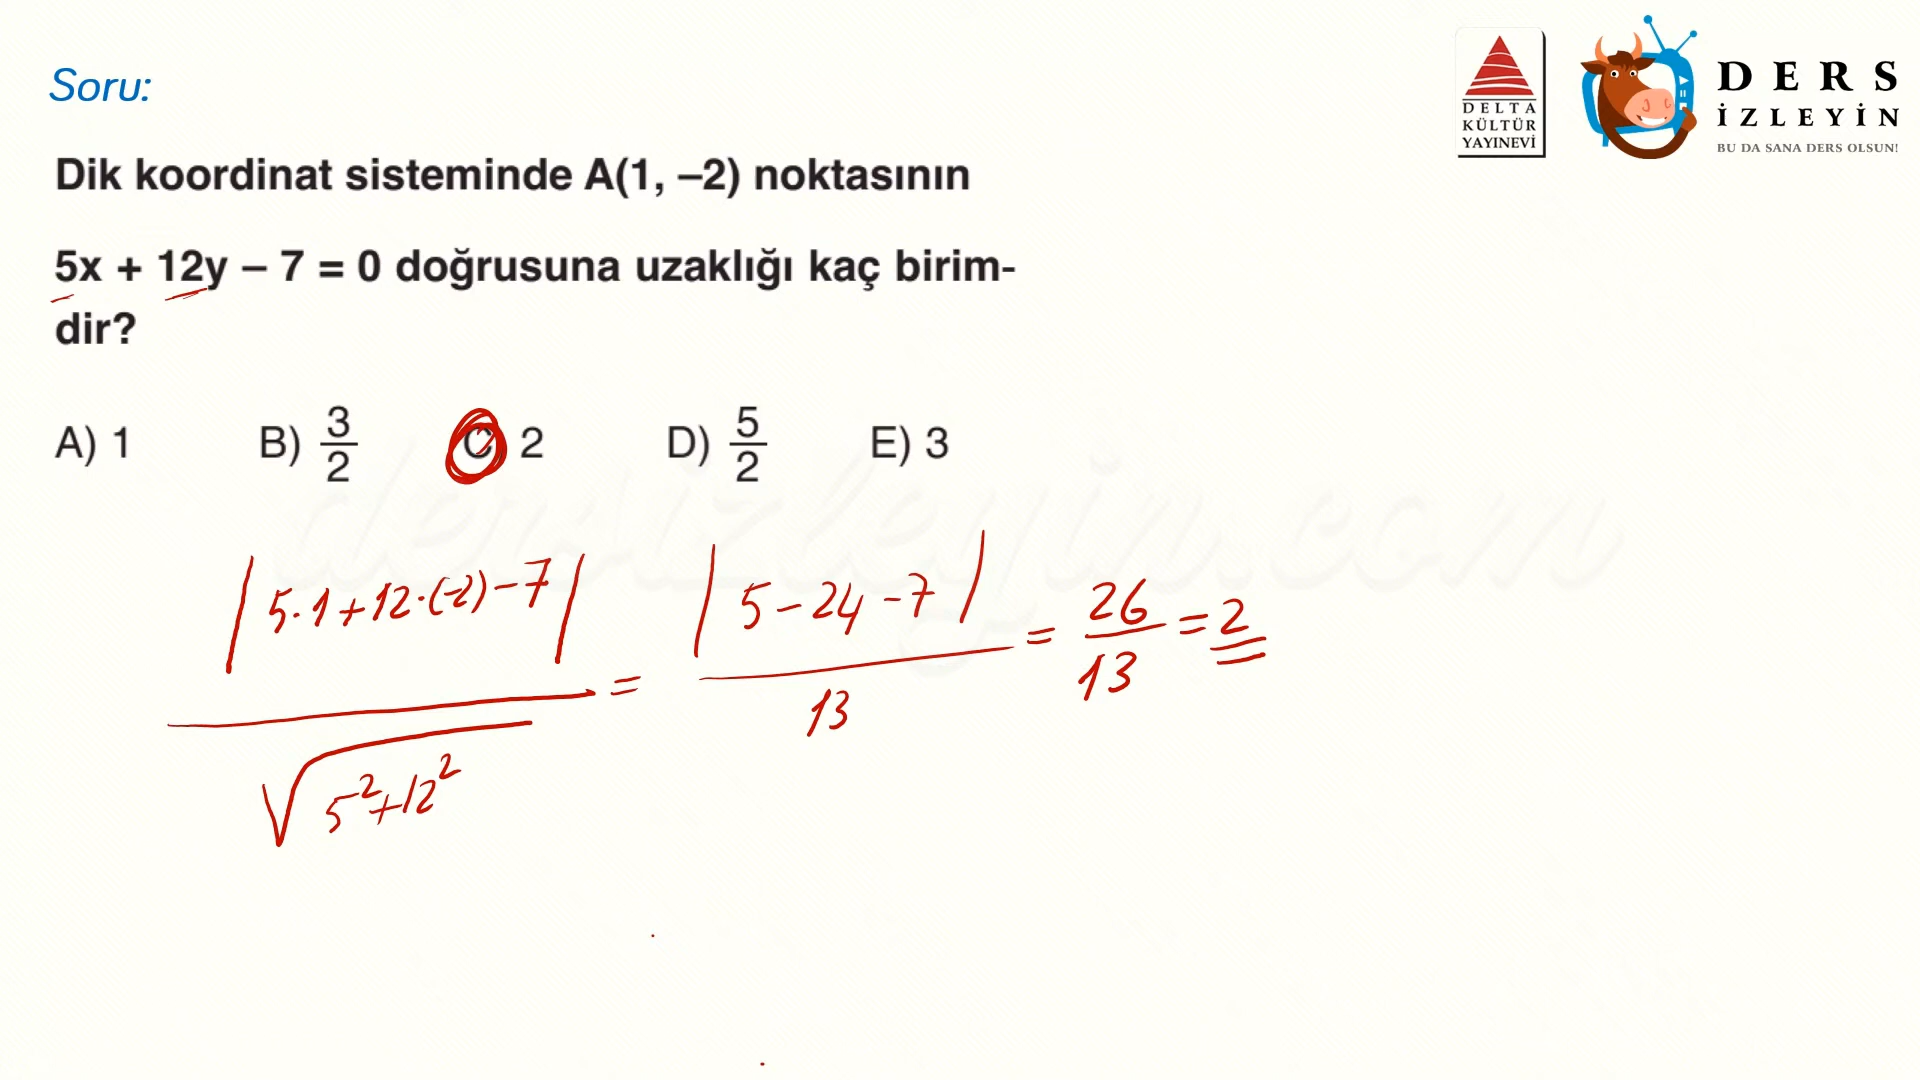 Soru:
DELTA
KÜLTÜR
YAYINEVİ
DERS
İZLEYİN
BU DA SANA DERS OLSUN!
Dik koordinat sisteminde A(1, –2) noktasının
5x + 12y – 7 = 0 doğrusuna uzaklığı kaç birim-
dir?
A) 1 B) 3/2 C) 2 D) 5/2 E) 3
dersizleyin.com
|5·1+12·(-2)-7| / √(5²+12²) = |5-24-7| / 13 = 26/13 = 2